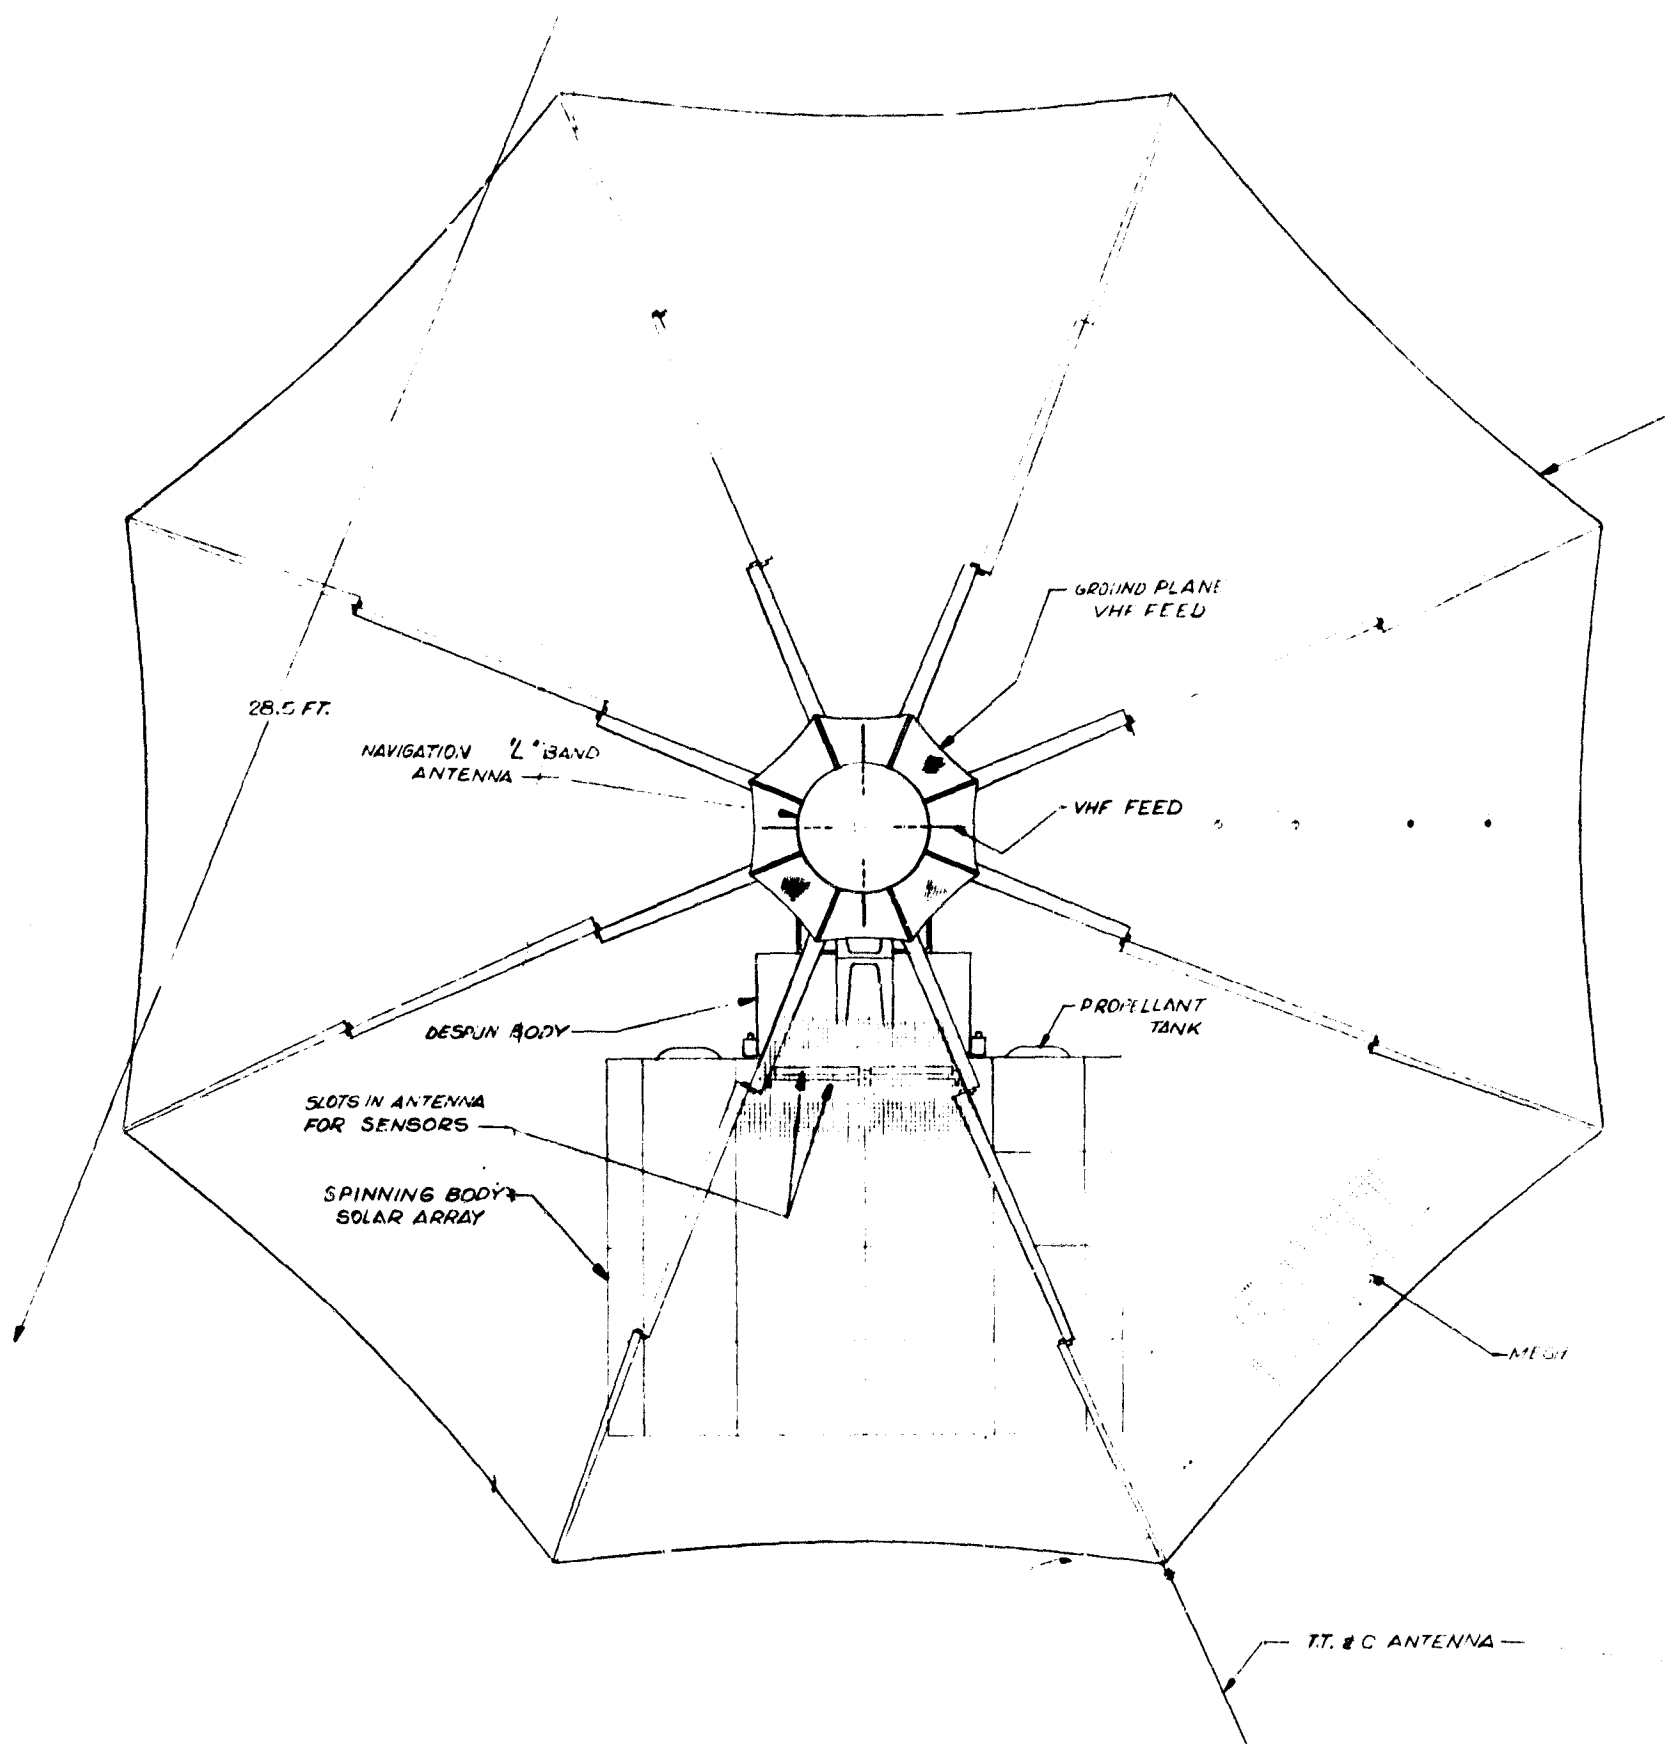 GROUND PLANE
VHF FEED
28.5 FT.
NAVIGATION "L" BAND
ANTENNA
VHF FEED
DESPUN BODY
PROPELLANT
TANK
SLOTS IN ANTENNA
FOR SENSORS
SPINNING BODY
SOLAR ARRAY
MESH
T.T. & C ANTENNA